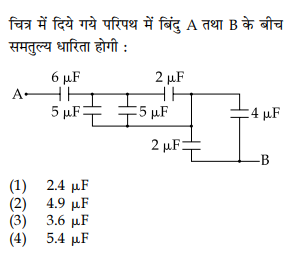 चित्र में दिये गये परिपथ में बिंदु A तथा B के बीच
समतुल्य धारिता होगी :
6 μF 2 μF
A
5 μF 5 μF 4 μF
2 μF
B
(1) 2.4 μF
(2) 4.9 μF
(3) 3.6 μF
(4) 5.4 μF